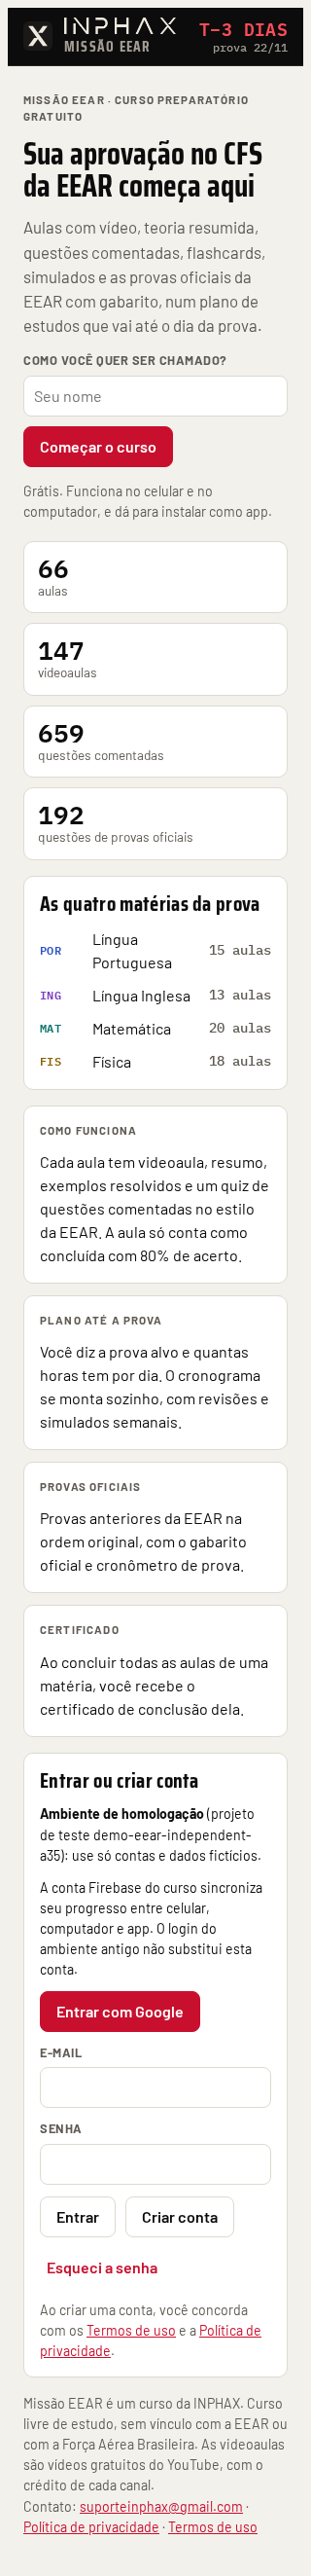 X INPHAX
MISSÃO EEAR
T−3 DIAS
prova 22/11
MISSÃO EEAR · CURSO PREPARATÓRIO
GRATUITO
Sua aprovação no CFS
da EEAR começa aqui
Aulas com vídeo, teoria resumida,
questões comentadas, flashcards,
simulados e as provas oficiais da
EEAR com gabarito, num plano de
estudos que vai até o dia da prova.
COMO VOCÊ QUER SER CHAMADO?
Seu nome
Começar o curso
Grátis. Funciona no celular e no
computador, e dá para instalar como app.
66
aulas
147
videoaulas
659
questões comentadas
192
questões de provas oficiais
As quatro matérias da prova
POR Língua Portuguesa 15 aulas
ING Língua Inglesa 13 aulas
MAT Matemática 20 aulas
FIS Física 18 aulas
COMO FUNCIONA
Cada aula tem videoaula, resumo,
exemplos resolvidos e um quiz de
questões comentadas no estilo
da EEAR. A aula só conta como
concluída com 80% de acerto.
PLANO ATÉ A PROVA
Você diz a prova alvo e quantas
horas tem por dia. O cronograma
se monta sozinho, com revisões e
simulados semanais.
PROVAS OFICIAIS
Provas anteriores da EEAR na
ordem original, com o gabarito
oficial e cronômetro de prova.
CERTIFICADO
Ao concluir todas as aulas de uma
matéria, você recebe o
certificado de conclusão dela.
Entrar ou criar conta
Ambiente de homologação (projeto
de teste demo-eear-independent-
a35): use só contas e dados fictícios.
A conta Firebase do curso sincroniza
seu progresso entre celular,
computador e app. O login do
ambiente antigo não substitui esta
conta.
Entrar com Google
E-MAIL
SENHA
Entrar
Criar conta
Esqueci a senha
Ao criar uma conta, você concorda
com os Termos de uso e a Política de
privacidade.
Missão EEAR é um curso da INPHAX. Curso
livre de estudo, sem vínculo com a EEAR ou
com a Força Aérea Brasileira. As videoaulas
são vídeos gratuitos do YouTube, com o
crédito de cada canal.
Contato: suporteinphax@gmail.com ·
Política de privacidade · Termos de uso